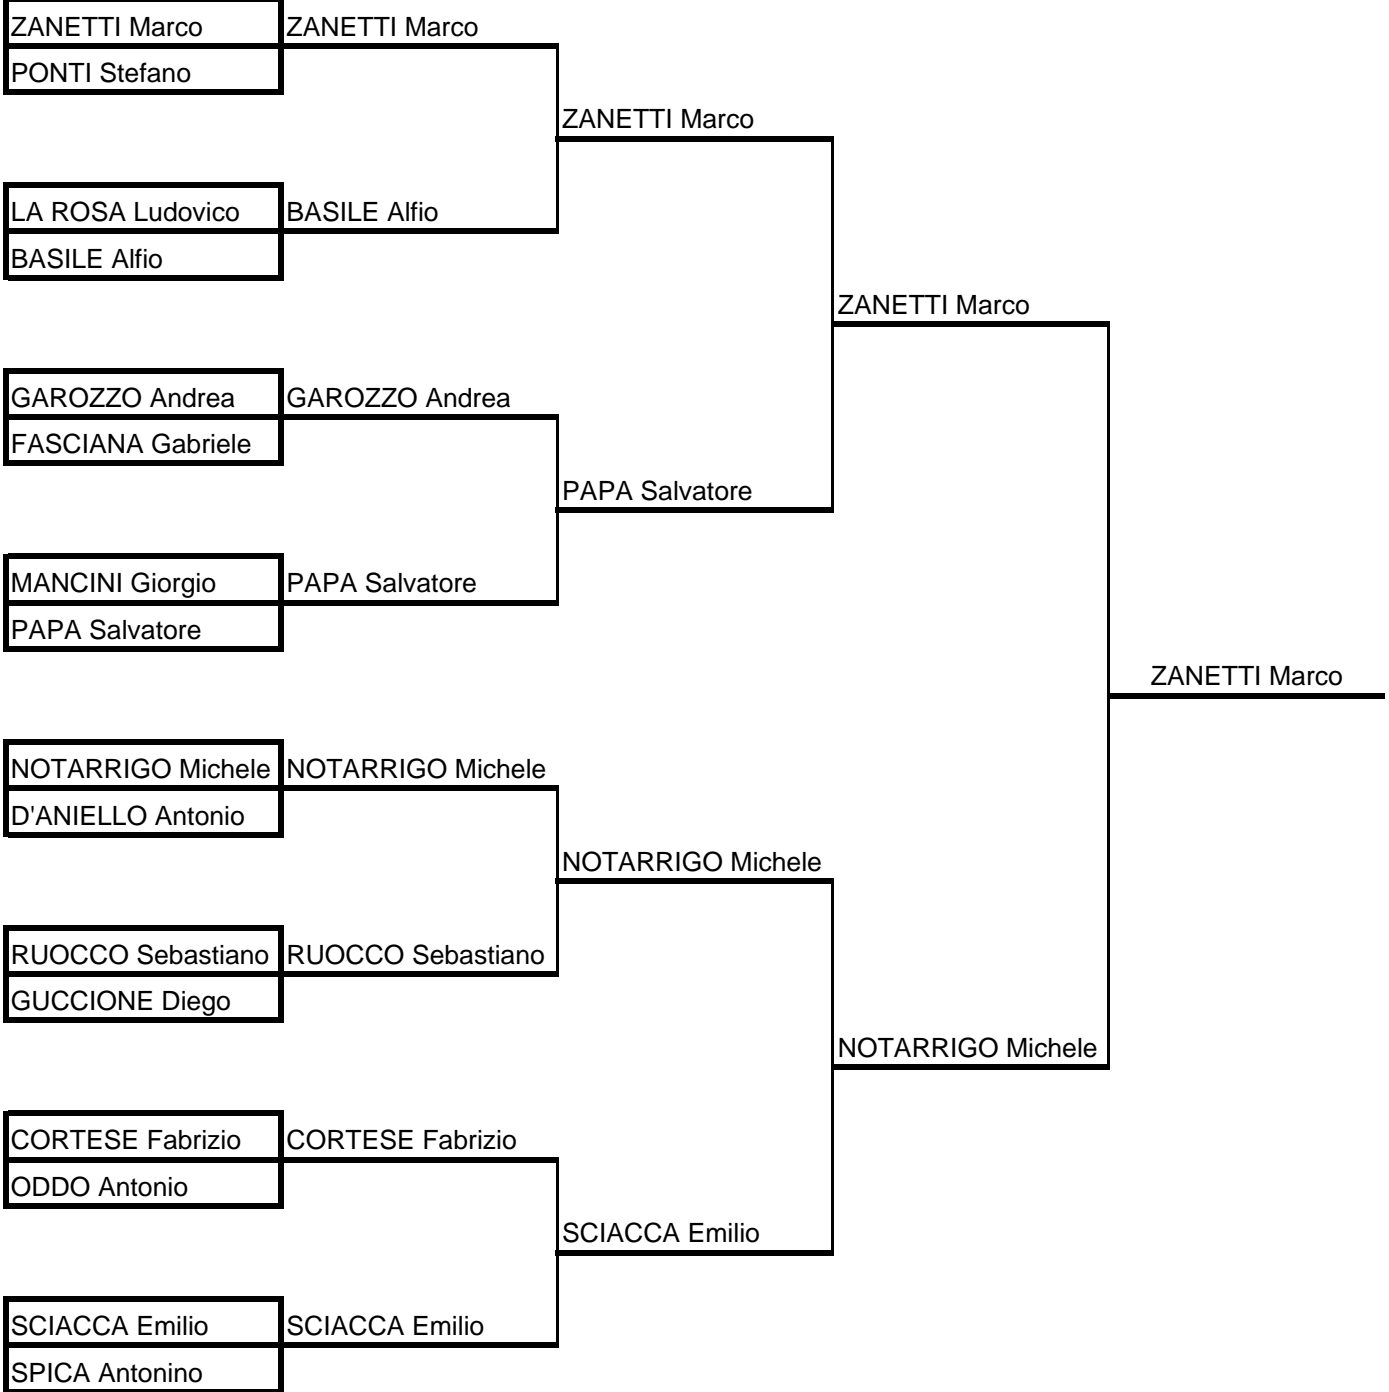 ZANETTI Marco
ZANETTI Marco
PONTI Stefano
ZANETTI Marco
LA ROSA Ludovico
BASILE Alfio
BASILE Alfio
ZANETTI Marco
GAROZZO Andrea
GAROZZO Andrea
FASCIANA Gabriele
PAPA Salvatore
MANCINI Giorgio
PAPA Salvatore
PAPA Salvatore
ZANETTI Marco
NOTARRIGO Michele
NOTARRIGO Michele
D'ANIELLO Antonio
NOTARRIGO Michele
RUOCCO Sebastiano
RUOCCO Sebastiano
GUCCIONE Diego
NOTARRIGO Michele
CORTESE Fabrizio
CORTESE Fabrizio
ODDO Antonio
SCIACCA Emilio
SCIACCA Emilio
SCIACCA Emilio
SPICA Antonino